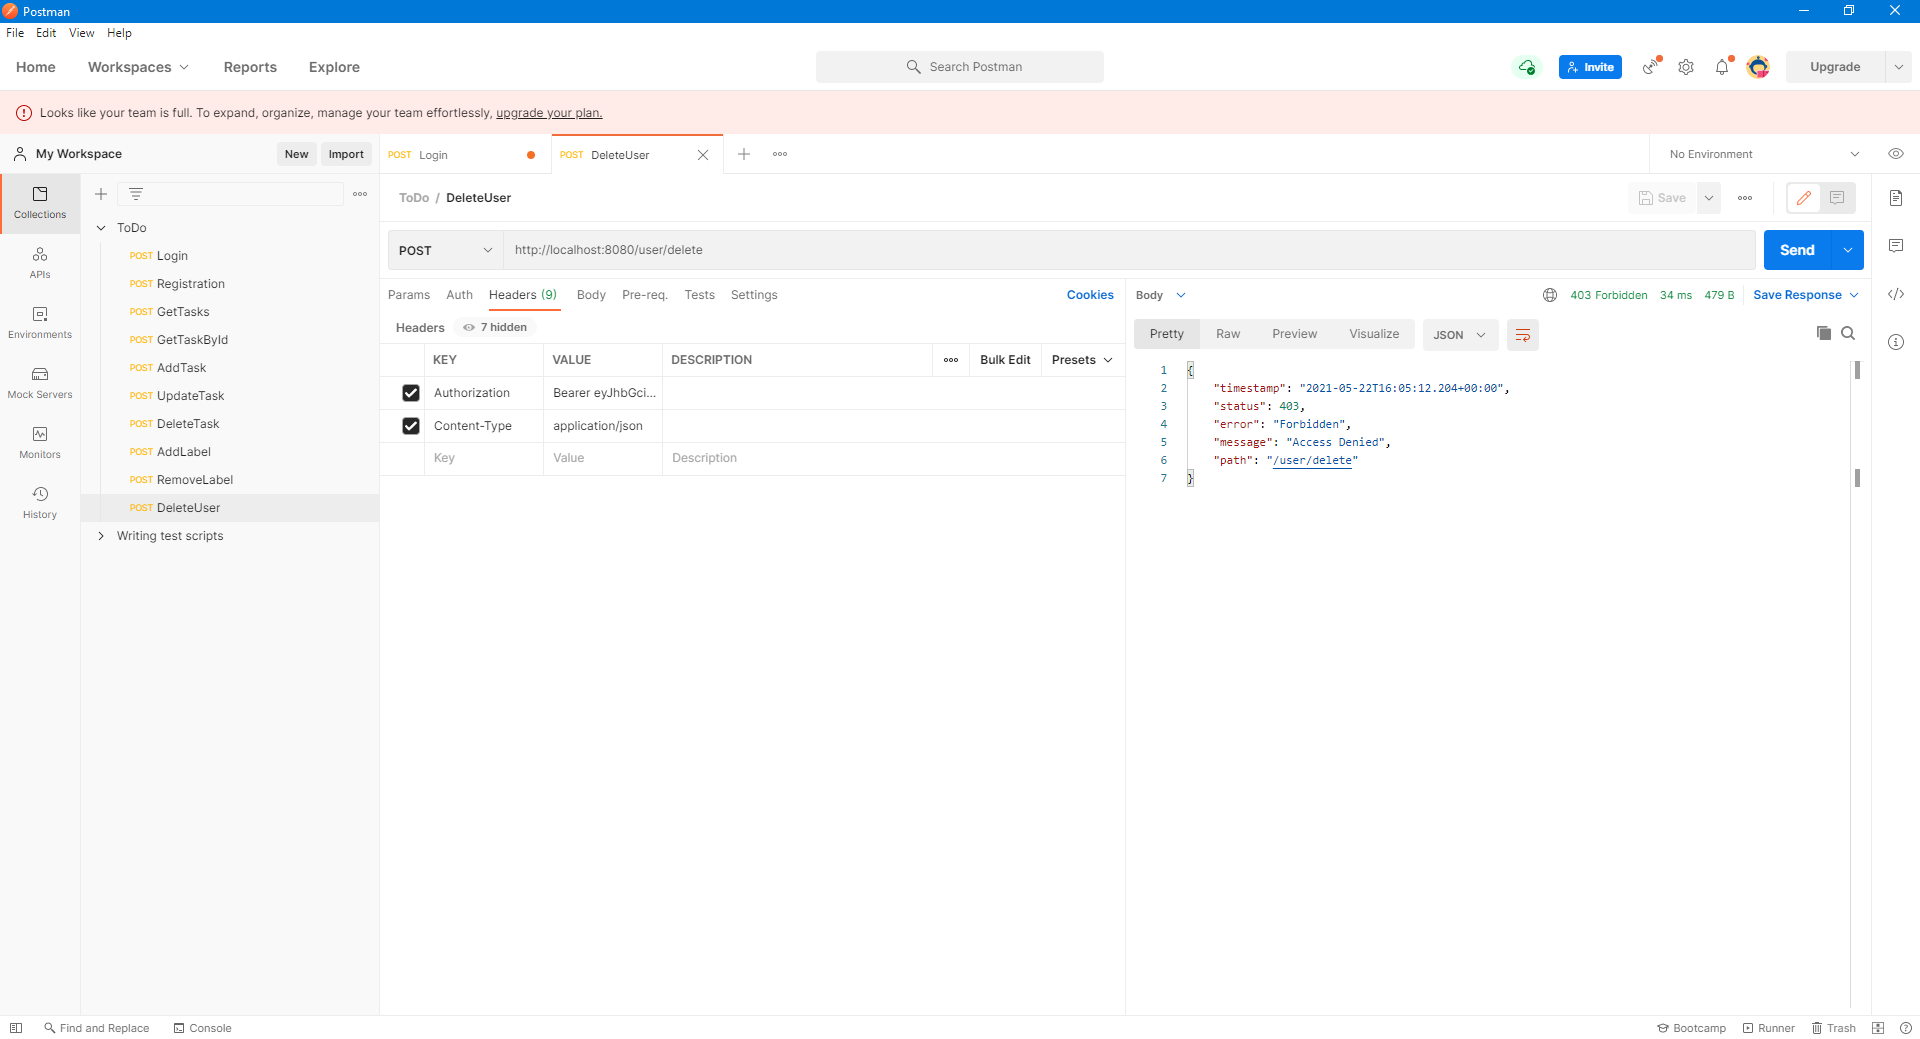 Postman
File Edit View Help
Home Workspaces Reports Explore Search Postman Invite Upgrade
Looks like your team is full. To expand, organize, manage your team effortlessly, upgrade your plan.
My Workspace New Import
POST Login POST DeleteUser No Environment
Collections
APIs
Environments
Mock Servers
Monitors
History
ToDo
POST Login
POST Registration
POST GetTasks
POST GetTaskById
POST AddTask
POST UpdateTask
POST DeleteTask
POST AddLabel
POST RemoveLabel
POST DeleteUser
Writing test scripts
ToDo / DeleteUser Save
POST http://localhost:8080/user/delete Send
Params Auth Headers (9) Body Pre-req. Tests Settings Cookies
Headers 7 hidden
KEY VALUE DESCRIPTION Bulk Edit Presets
Authorization Bearer eyJhbGci...
Content-Type application/json
Key Value Description
Body 403 Forbidden 34 ms 479 B Save Response
Pretty Raw Preview Visualize JSON
1 {
2 "timestamp": "2021-05-22T16:05:12.204+00:00",
3 "status": 403,
4 "error": "Forbidden",
5 "message": "Access Denied",
6 "path": "/user/delete"
7 }
Find and Replace Console Bootcamp Runner Trash